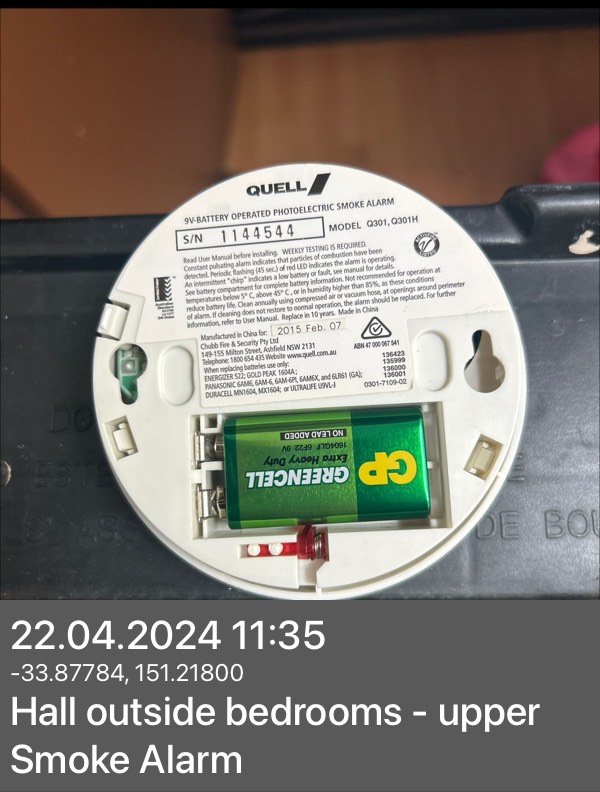 QUELL
9V-BATTERY OPERATED PHOTOELECTRIC SMOKE ALARM
S/N 1144544 MODEL Q301, Q301H
Read User Manual before installing. WEEKLY TESTING IS REQUIRED.
Constant pulsating alarm indicates that particles of combustion have been
detected. Periodic flashing (45 sec.) of red LED indicates the alarm is operating.
An intermittent "chirp" indicates low battery or fault, see manual for details.
See battery compartment for complete battery information. Not recommended for operation at
temperatures below 5° C, above 45° C, or in humidity higher than 85%, as these conditions
reduce battery life. Clean annually using compressed air or vacuum hose, at openings around perimeter
of alarm. If cleaning does not restore to normal operation, the alarm should be replaced. For further
information, refer to User Manual. Replace in 10 years. Made in China
Manufactured in China for: 2015 Feb. 07
Chubb Fire & Security Pty Ltd
149-155 Milton Street, Ashfield NSW 2131
Telephone: 1800 654 435 Website www.quell.com.au
ABN 47 000 067 541
When replacing batteries use only:
ENERGIZER 522; GOLD PEAK 1604A;
PANASONIC 6AM6, 6AM-6, 6AM-6PI, 6AM6X, and 6LR61 (GA);
DURACELL MN1604, MX1604; or ULTRALIFE U9VL-J
136423
135999
136000
136001
0301-7109-02
GP
GREENCELL
Extra Heavy Duty
1604GLF 6F22 9V
NO LEAD ADDED
DE BOU
22.04.2024 11:35
-33.87784, 151.21800
Hall outside bedrooms - upper
Smoke Alarm